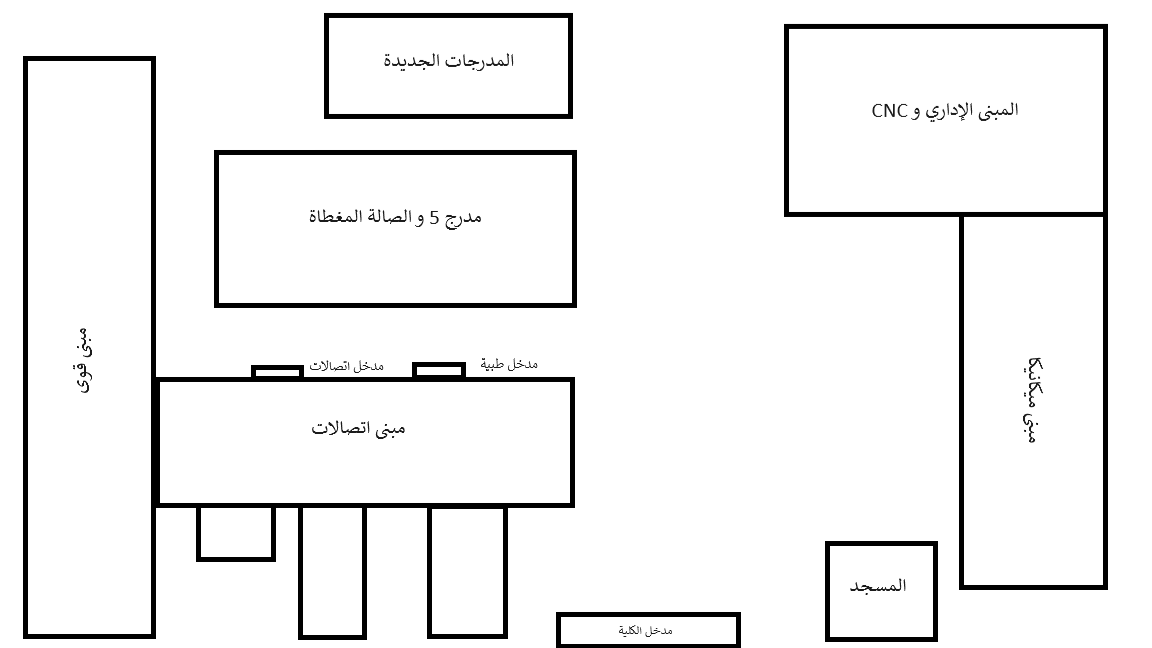 المدرجات الجديدة
المبنى الإداري و CNC
مدرج 5 و الصالة المغطاة
مبنى قوى
مدخل اتصالات
مدخل طبية
مبنى اتصالات
مبنى ميكانيكا
المسجد
مدخل الكلية